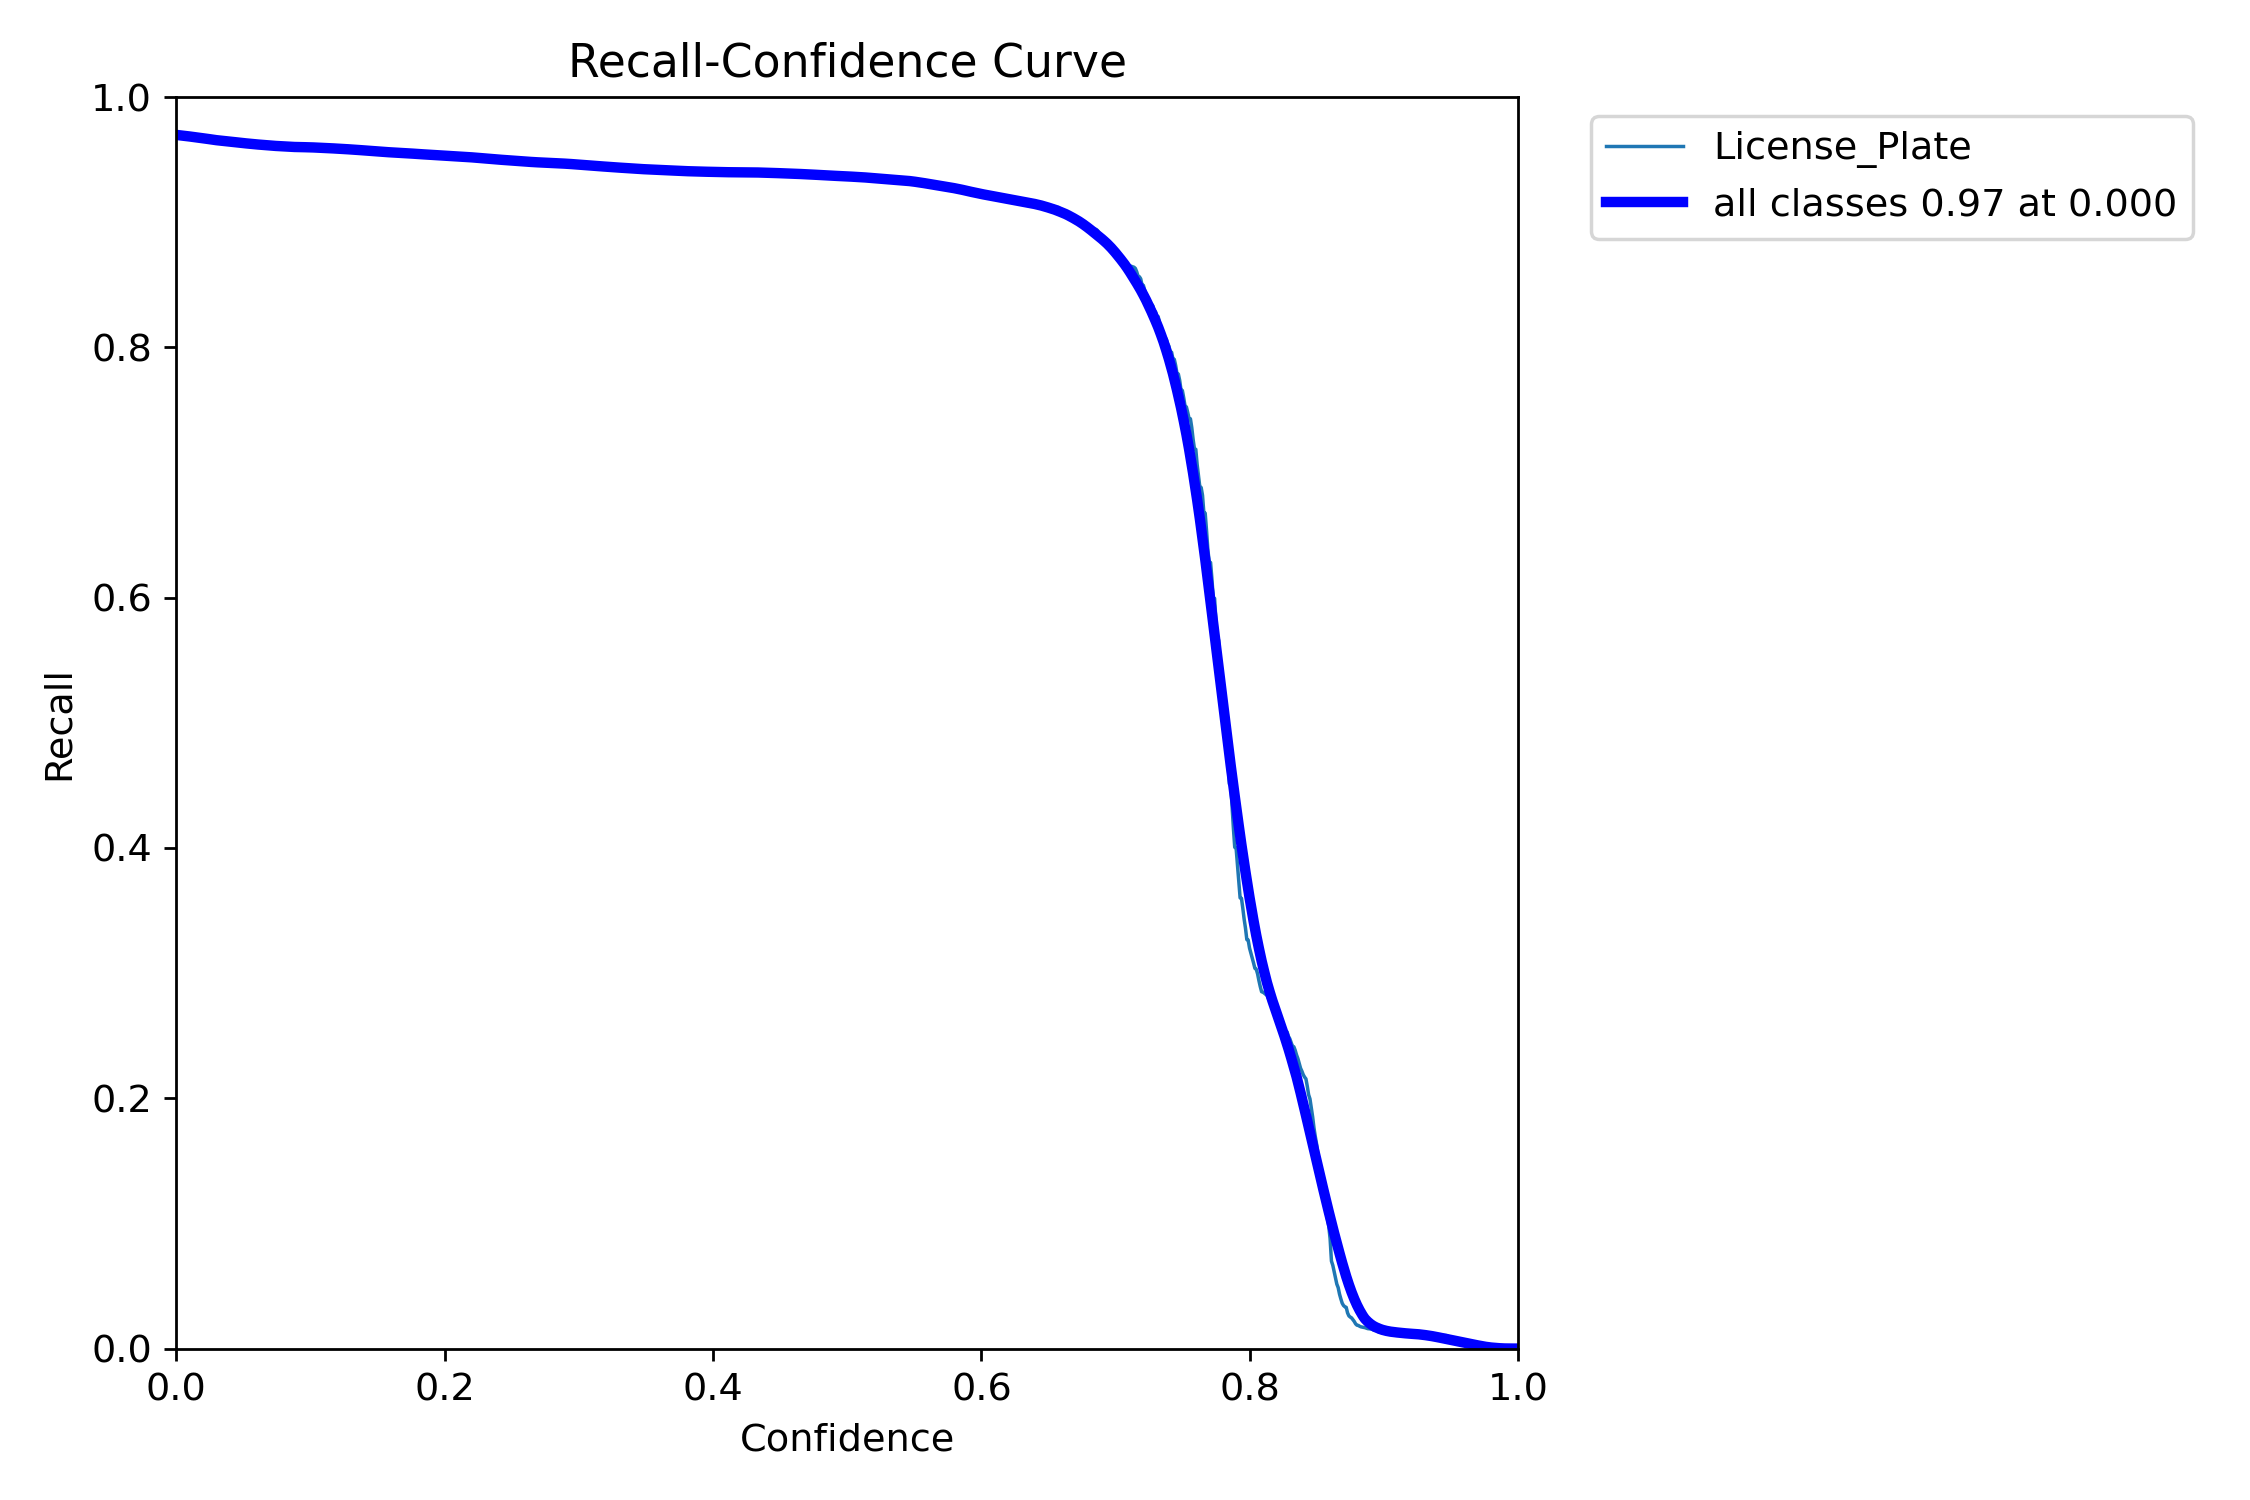 Recall-Confidence Curve
1.0
0.8
0.6
0.4
0.2
0.0
Recall
0.0 0.2 0.4 0.6 0.8 1.0
Confidence
License_Plate
all classes 0.97 at 0.000